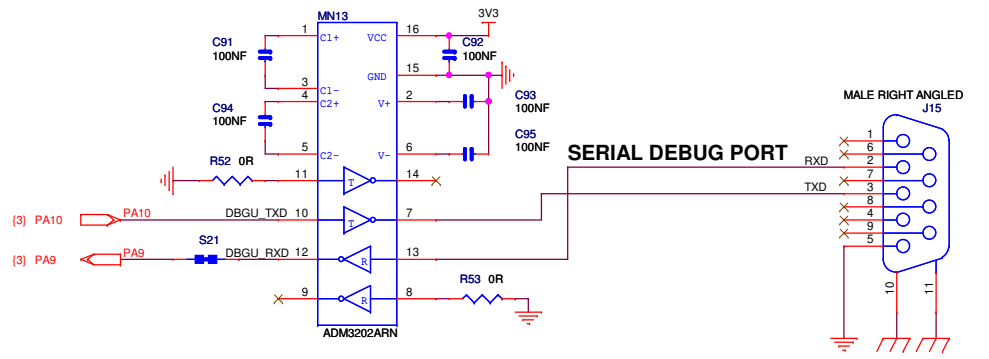 MN13
3V3
1 C1+ VCC 16
C91
100NF
C92
100NF
3 C1- GND 15
4 C2+ V+ 2
C94
100NF
C93
100NF
5 C2- V- 6
C95
100NF
MALE RIGHT ANGLED
J15
SERIAL DEBUG PORT
R52 0R
11 T 14
{3} PA10 PA10 DBGU_TXD 10 T 7
S21
{3} PA9 PA9 DBGU_RXD 12 R 13
R53 0R
9 R 8
ADM3202ARN
1
6
RXD 2
7
TXD 3
8
4
9
5
10
11